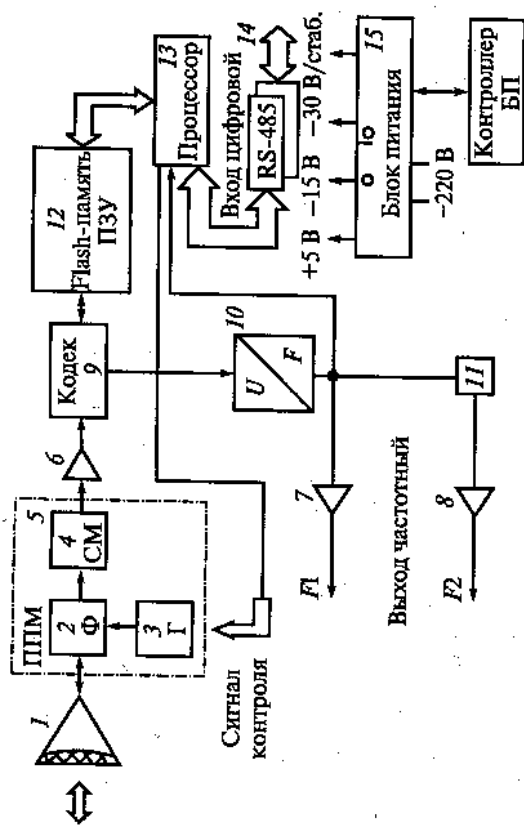 1
ППМ
2
Ф
3
Г
4
СМ
5
6
Кодек
9
12
Flash-память
ПЗУ
13
Процессор
Вход цифровой
14
RS-485
Сигнал
контроля
10
U
F
7
F1
Выход частотный
8
F2
11
+5 В
−15 В
−30 В/стаб.
15
Блок питания
−220 В
Контроллер
БП